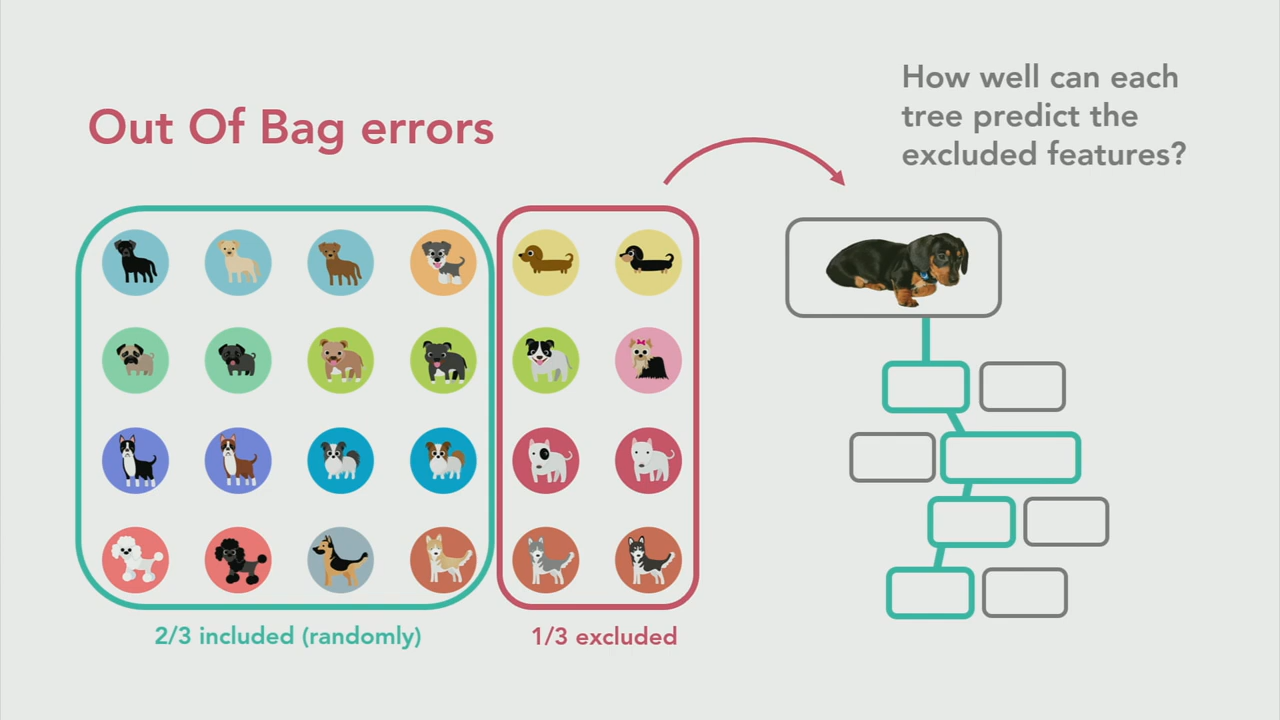 How well can each
tree predict the
excluded features?
Out Of Bag errors
2/3 included (randomly)
1/3 excluded